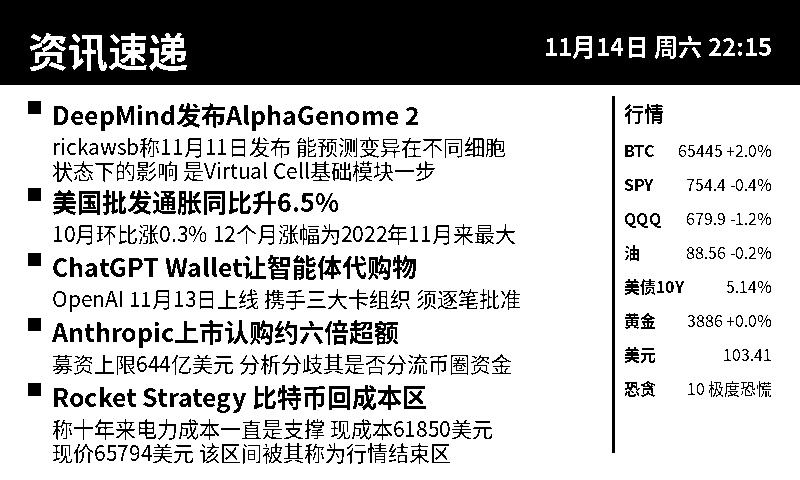 资讯速递
11月14日 周六 22:15
DeepMind发布AlphaGenome 2
rickawsb称11月11日发布 能预测变异在不同细胞
状态下的影响 是Virtual Cell基础模块一步
美国批发通胀同比升6.5%
10月环比涨0.3% 12个月涨幅为2022年11月来最大
ChatGPT Wallet让智能体代购物
OpenAI 11月13日上线 携手三大卡组织 须逐笔批准
Anthropic上市认购约六倍超额
募资上限644亿美元 分析分歧其是否分流币圈资金
Rocket Strategy 比特币回成本区
称十年来电力成本一直是支撑 现成本61850美元
现价65794美元 该区间被其称为行情结束区
行情
BTC 65445 +2.0%
SPY 754.4 -0.4%
QQQ 679.9 -1.2%
油 88.56 -0.2%
美债10Y 5.14%
黄金 3886 +0.0%
美元 103.41
恐贪 10 极度恐慌